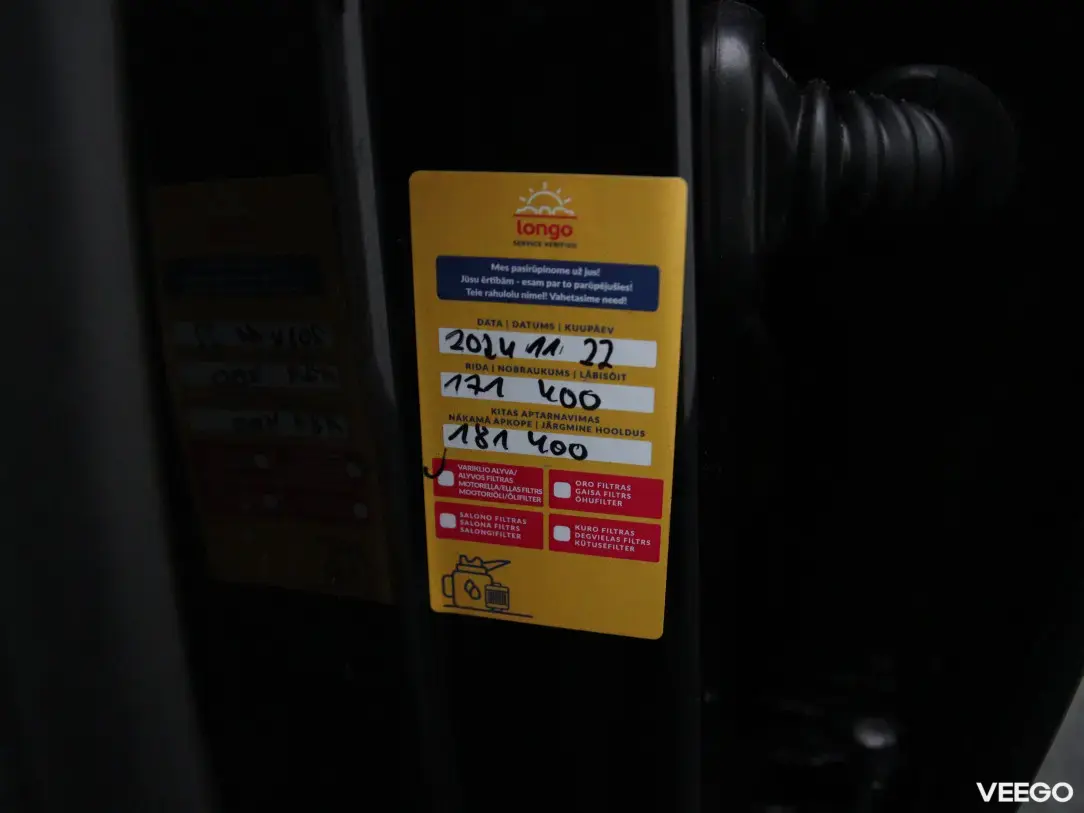 longo
SERVICE VERIFIED
Mes pasirūpinome už jus!
Jūsu ērtībām - esam par to parūpējušies!
Teie rahulolu nimel! Vahetasime need!
DATA | DATUMS | KUUPÄEV
2024 11. 22
RIDA | NOBRAUKUMS | LÄBISÕIT
171 400
KITAS APTARNAVIMAS
NĀKAMĀ APKOPE | JÄRGMINE HOOLDUS
181 400
VARIKLIO ALYVA/
ALYVOS FILTRAS
MOTOREĻĻA/EĻĻAS FILTRS
MOOTORIÕLI/ÕLIFILTER
ORO FILTRAS
GAISA FILTRS
ÕHUFILTER
SALONO FILTRAS
SALONA FILTRS
SALONGIFILTER
KURO FILTRAS
DEGVIELAS FILTRS
KÜTUSEFILTER
VEEGO